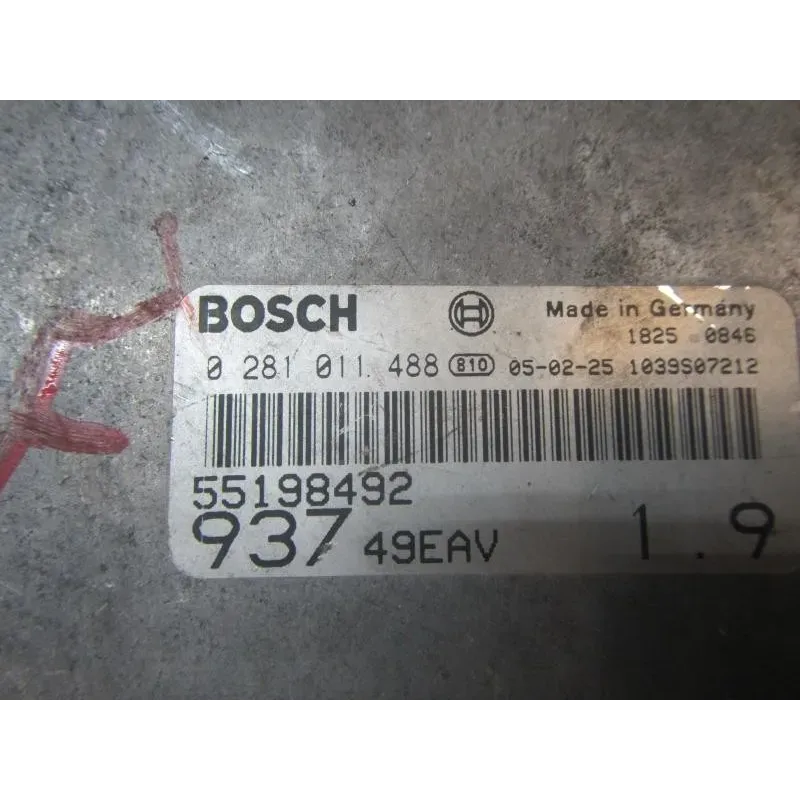 BOSCH Made in Germany
1825 0846
0 281 011 488 810 05-02-25 1039S07212
55198492
937 49EAV 1.9